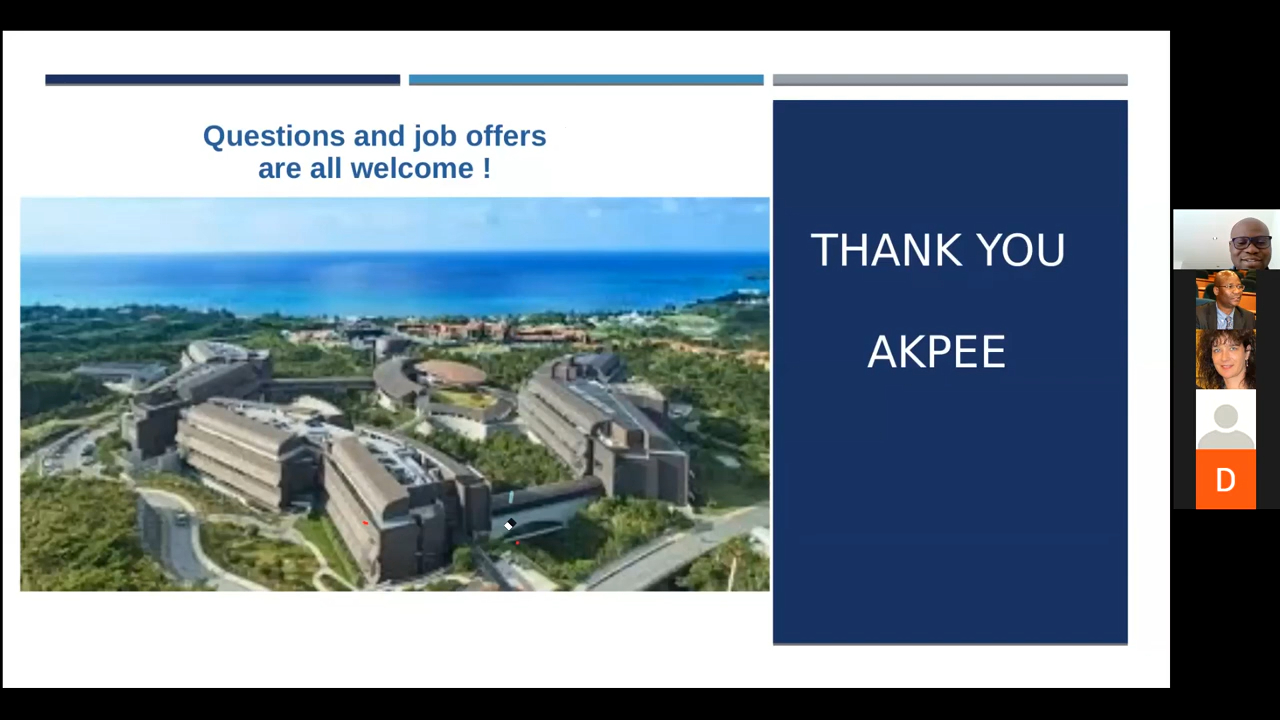 Questions and job offers
are all welcome !
THANK YOU
AKPEE
D